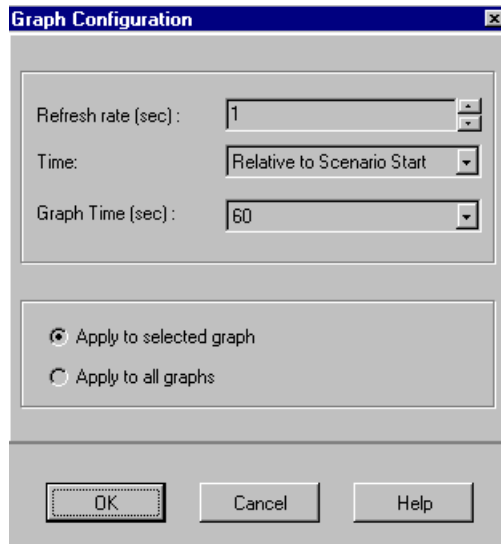 Graph Configuration
Refresh rate (sec) : 1
Time: Relative to Scenario Start
Graph Time (sec) : 60
Apply to selected graph
Apply to all graphs
OK Cancel Help